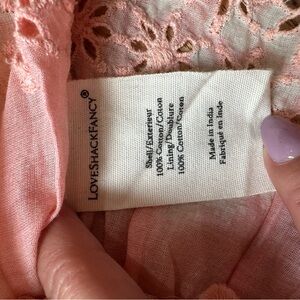 LOVESHACKFANCY®
Shell/Exterieur
100% Cotton/Coton
Lining/Doublure
100% Cotton/Coton
Made in India
Fabriqué en Inde